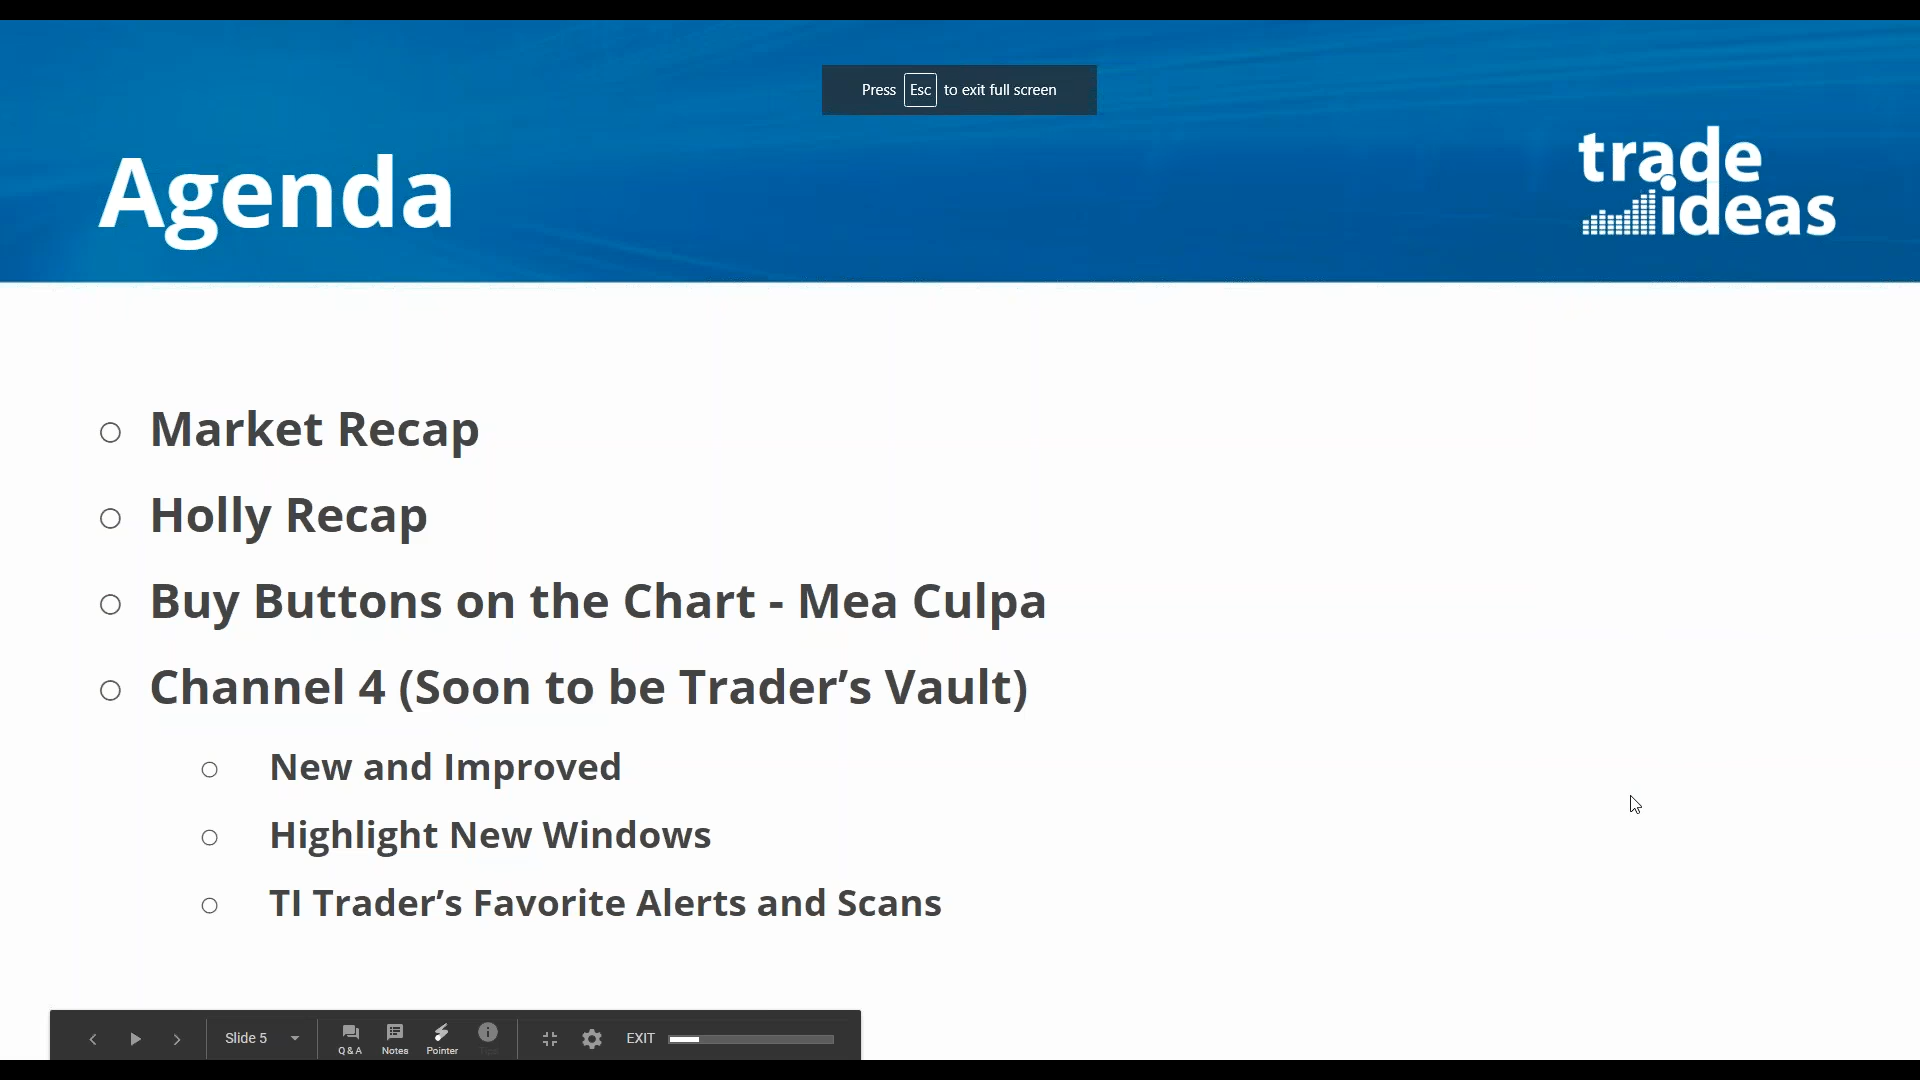 Press Esc to exit full screen
Agenda
trade
ideas
Market Recap
Holly Recap
Buy Buttons on the Chart - Mea Culpa
Channel 4 (Soon to be Trader’s Vault)
New and Improved
Highlight New Windows
TI Trader’s Favorite Alerts and Scans
Slide 5
Q & A
Notes
Pointer
EXIT